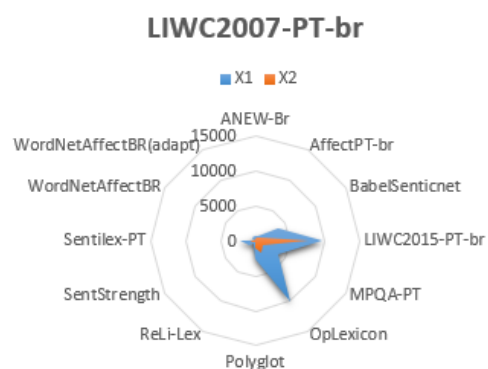 LIWC2007-PT-br
X1 X2
ANEW-Br
15000
WordNetAffectBR(adapt)
AffectPT-br
10000
WordNetAffectBR
BabelSenticnet
5000
Sentilex-PT
0
LIWC2015-PT-br
SentStrength
MPQA-PT
ReLi-Lex
OpLexicon
Polyglot